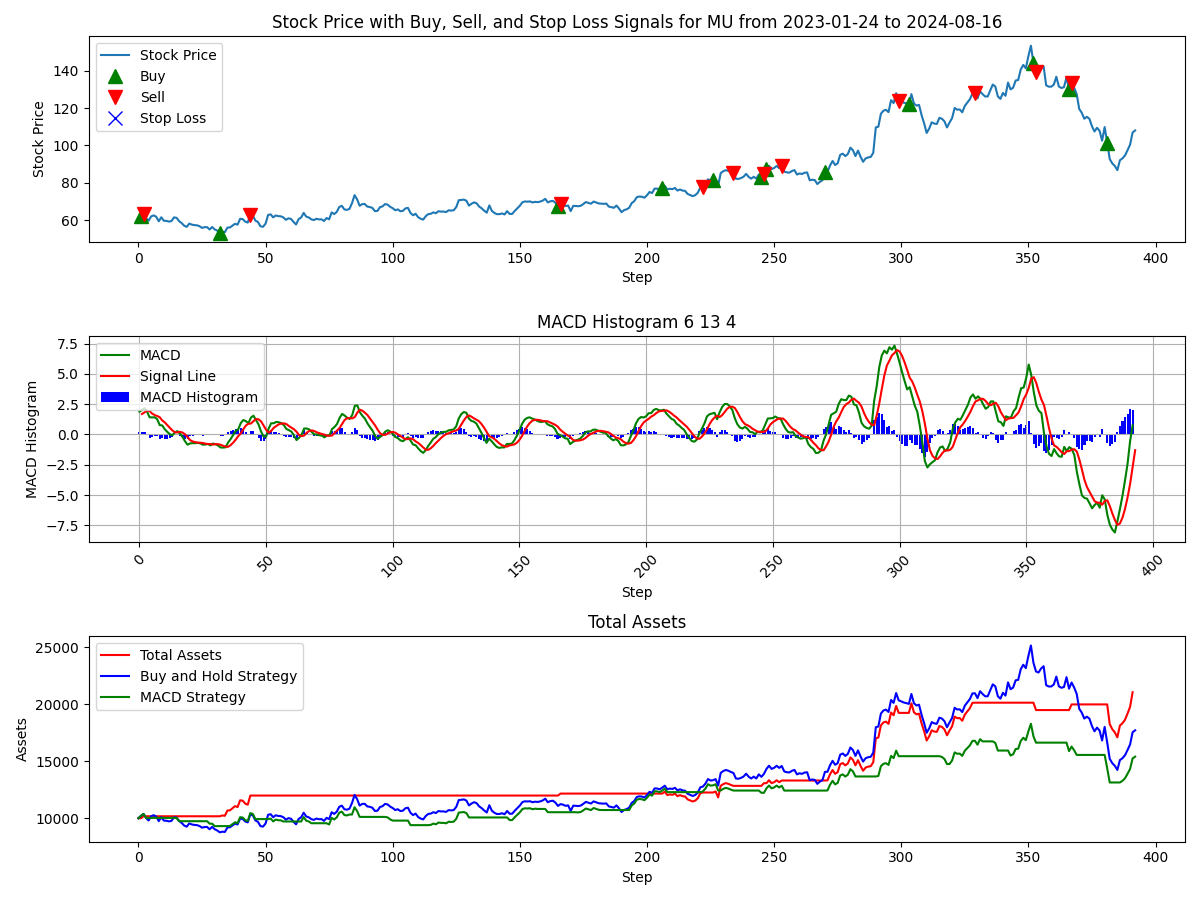 Stock Price with Buy, Sell, and Stop Loss Signals for MU from 2023-01-24 to 2024-08-16
Stock Price
Buy
Sell
Stop Loss
Stock Price
140
120
100
80
60
0 50 100 150 200 250 300 350 400
Step
MACD Histogram 6 13 4
MACD
Signal Line
MACD Histogram
MACD Histogram
7.5
5.0
2.5
0.0
−2.5
−5.0
−7.5
0 50 100 150 200 250 300 350 400
Step
Total Assets
Total Assets
Buy and Hold Strategy
MACD Strategy
Assets
25000
20000
15000
10000
0 50 100 150 200 250 300 350 400
Step